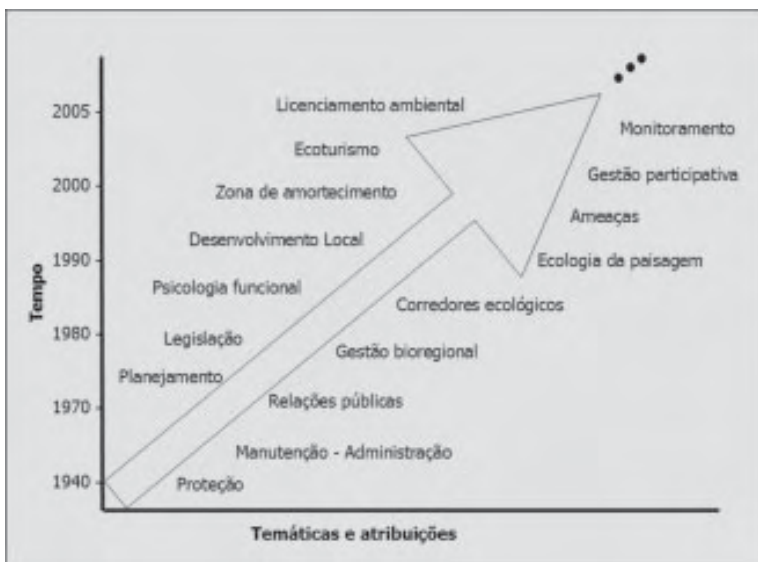 2005
Licenciamento ambiental
Monitoramento
Ecoturismo
Gestão participativa
2000
Zona de amortecimento
Ameaças
Desenvolvimento Local
1990
Ecologia da paisagem
Psicologia funcional
Corredores ecológicos
Tempo
1980
Legislação
Gestão bioregional
Planejamento
1970
Relações públicas
Manutenção - Administração
1940
Proteção
Temáticas e atribuições